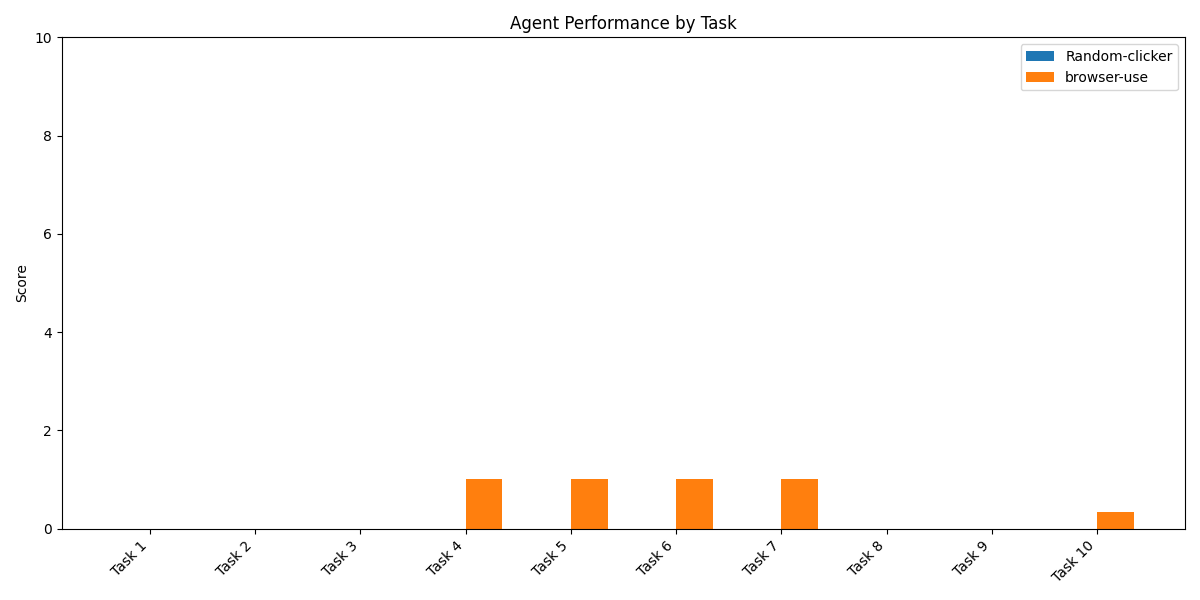 Agent Performance by Task
10
8
6
4
2
0
Score
Random-clicker
browser-use
Task 1
Task 2
Task 3
Task 4
Task 5
Task 6
Task 7
Task 8
Task 9
Task 10